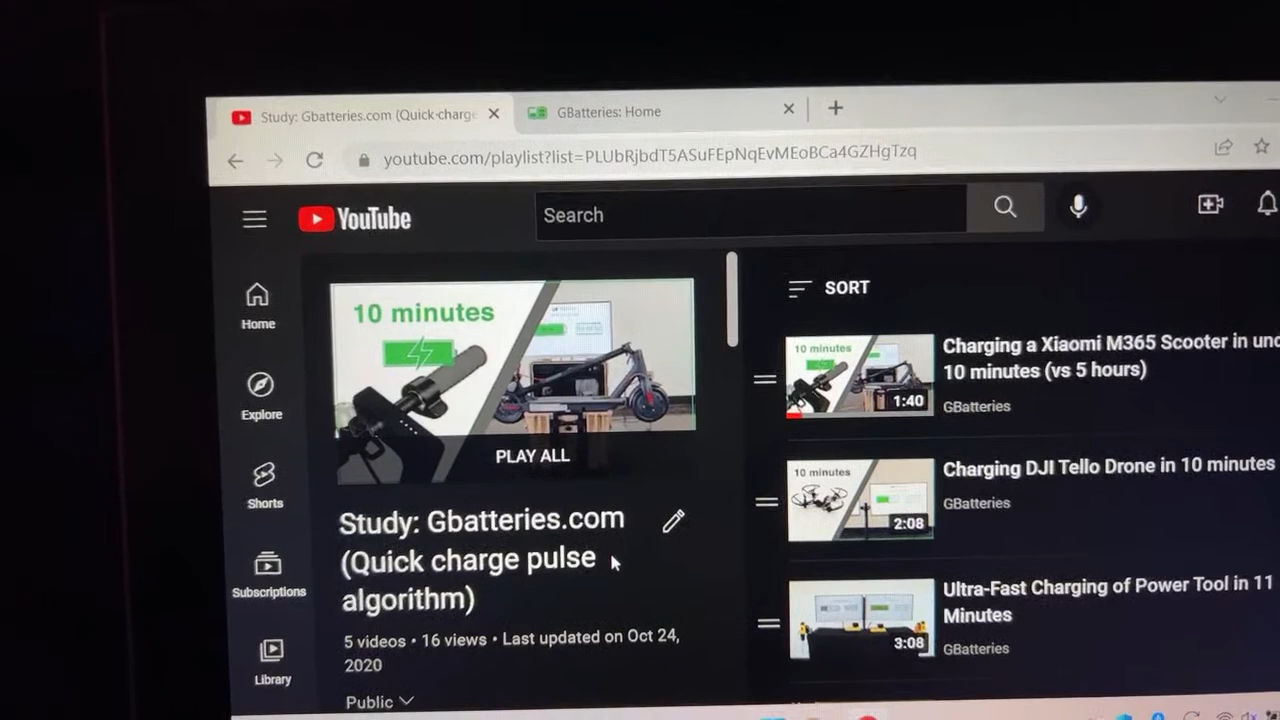 Study: Gbatteries.com (Quick charge
GBatteries: Home
youtube.com/playlist?list=PLUbRjbdT5ASuFEpNqEvMEoBCa4GZHgTzq
YouTube
Search
Home
Explore
Shorts
Subscriptions
Library
10 minutes
PLAY ALL
Study: Gbatteries.com
(Quick charge pulse
algorithm)
5 videos • 16 views • Last updated on Oct 24,
2020
Public
SORT
10 minutes
1:40
Charging a Xiaomi M365 Scooter in
10 minutes (vs 5 hours)
GBatteries
10 minutes
2:08
Charging DJI Tello Drone in 10 minutes
GBatteries
3:08
Ultra-Fast Charging of Power Tool in 11
Minutes
GBatteries